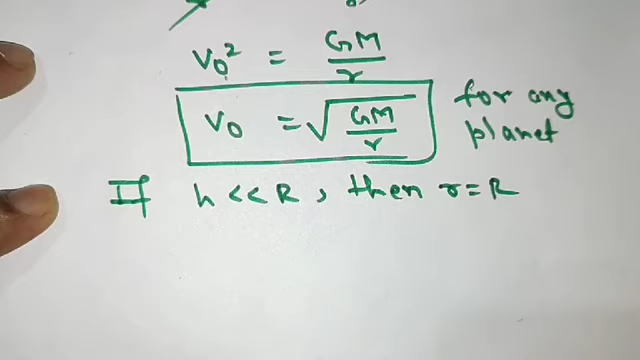 V₀² = GM/r
V₀ = √(GM/r) for any planet
If h << R, then r = R